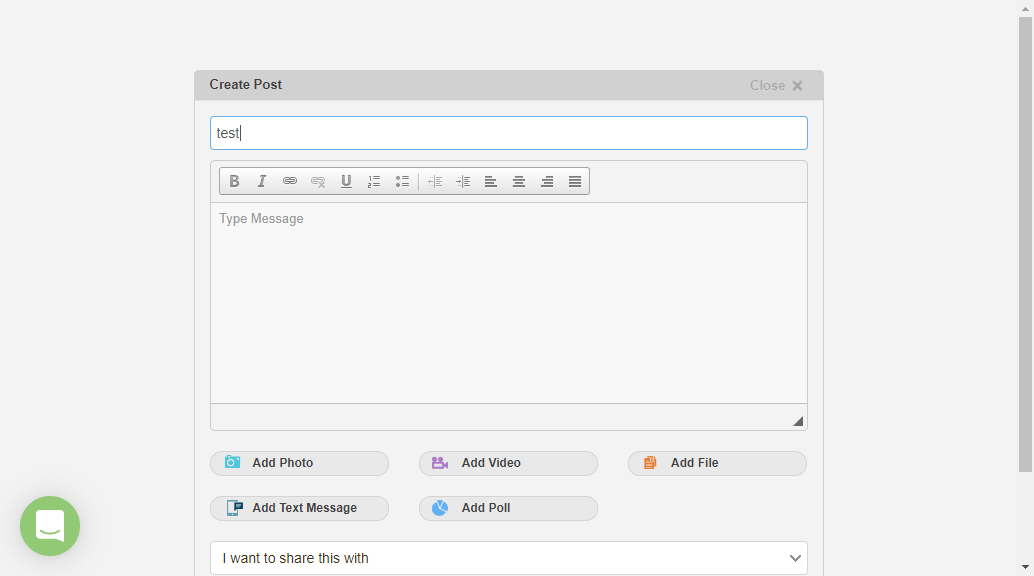 Create Post
Close
test
B I U
Type Message
Add Photo
Add Video
Add File
Add Text Message
Add Poll
I want to share this with